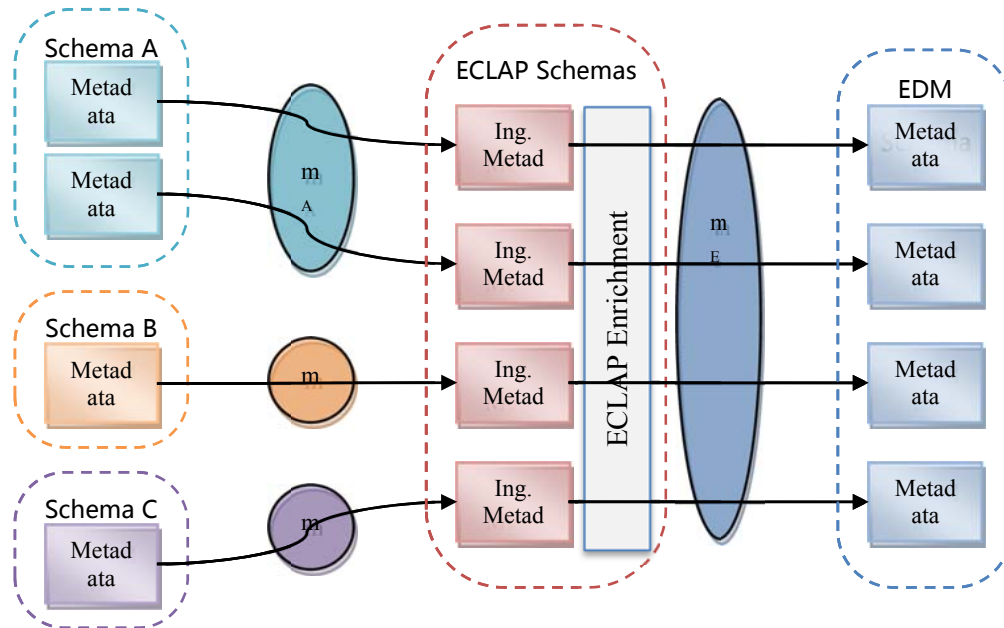 Schema A
Metad
ata
Metad
ata
m
A
Schema B
Metad
ata
m
Schema C
Metad
ata
m
ECLAP Schemas
Ing.
Metad
Ing.
Metad
Ing.
Metad
Ing.
Metad
ECLAP Enrichment
m
E
EDM
Metad
ata
Metad
ata
Metad
ata
Metad
ata